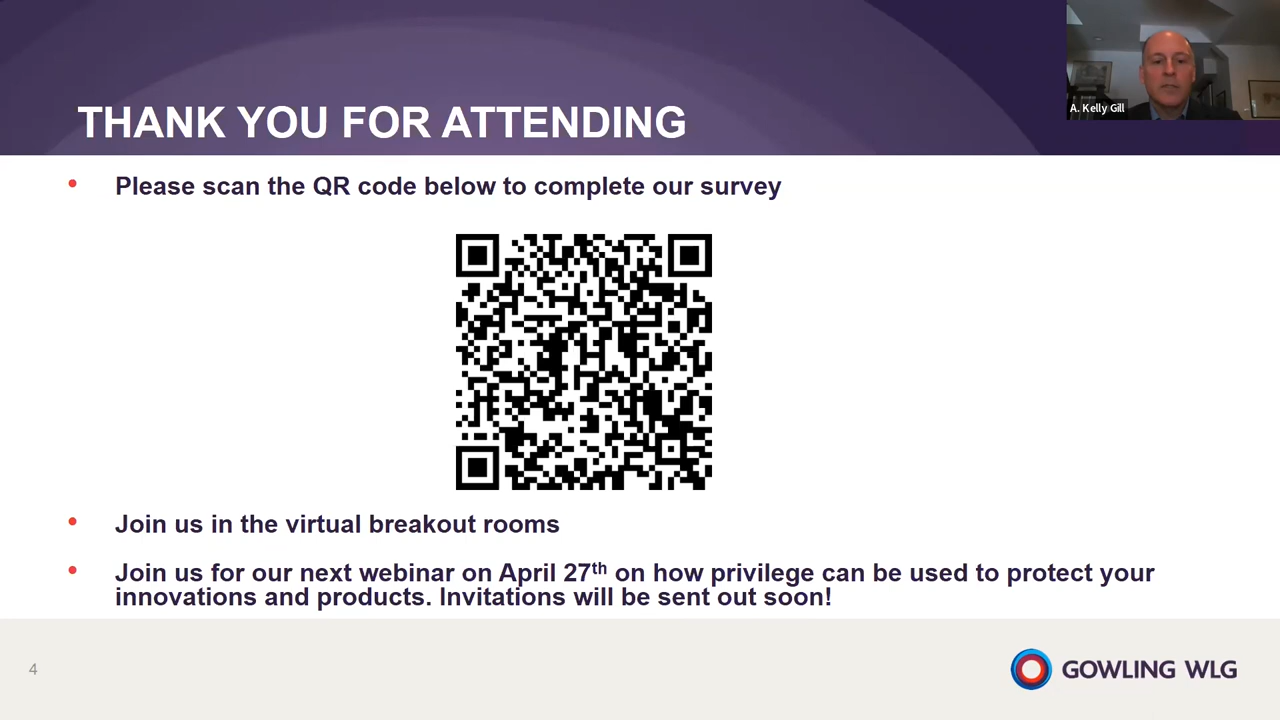 A. Kelly Gill
THANK YOU FOR ATTENDING
• Please scan the QR code below to complete our survey
• Join us in the virtual breakout rooms
• Join us for our next webinar on April 27th on how privilege can be used to protect your
innovations and products. Invitations will be sent out soon!
4
GOWLING WLG